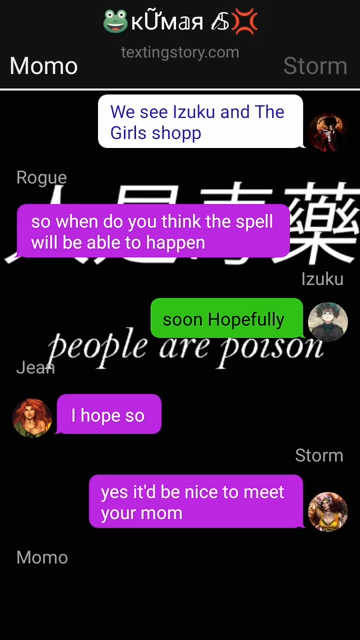 🐸ĸŨʳмαя 𝒜S💢
textingstory.com
Momo Storm
We see Izuku and The
Girls shopp
Rogue
人是毒藥
so when do you think the spell
will be able to happen
Izuku
soon Hopefully
people are poison
Jean
I hope so
Storm
yes it'd be nice to meet
your mom
Momo